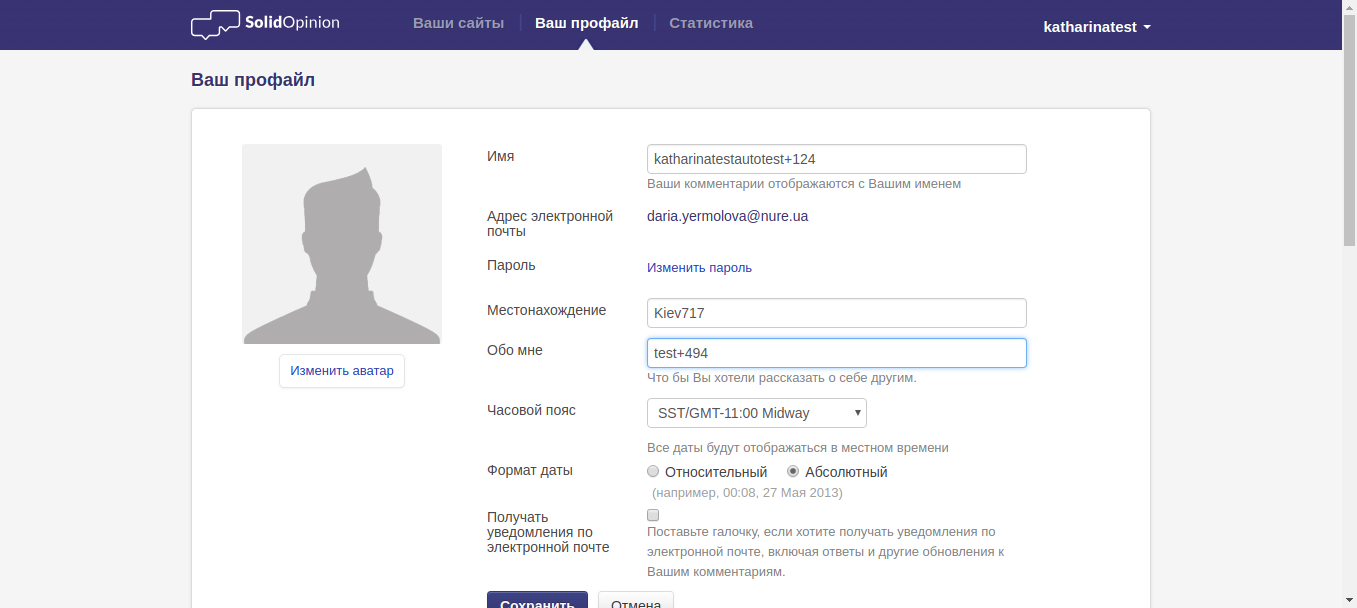 SolidOpinion
Ваши сайты
Ваш профайл
Статистика
katharinatest
Ваш профайл
Имя
katharinatestautotest+124
Ваши комментарии отображаются с Вашим именем
Адрес электронной
почты
daria.yermolova@nure.ua
Пароль
Изменить пароль
Местонахождение
Kiev717
Обо мне
test+494
Что бы Вы хотели рассказать о себе другим.
Изменить аватар
Часовой пояс
SST/GMT-11:00 Midway
Все даты будут отображаться в местном времени
Формат даты
Относительный
Абсолютный
(например, 00:08, 27 Мая 2013)
Получать
уведомления по
электронной почте
Поставьте галочку, если хотите получать уведомления по
электронной почте, включая ответы и другие обновления к
Вашим комментариям.
Сохранить
Отмена